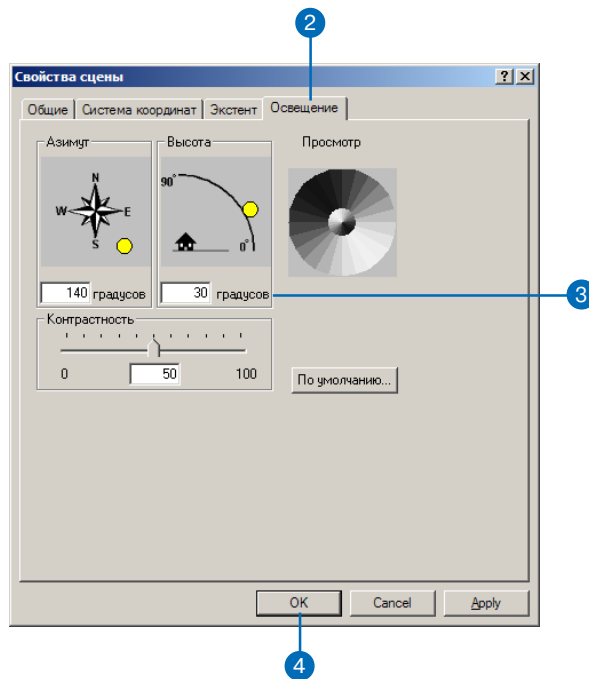 2
Свойства сцены
Общие Система координат Экстент Освещение
Азимут Высота Просмотр
N
W E
S
90°
0°
140 градусов 30 градусов
3
Контрастность
0 50 100
По умолчанию...
OK Cancel Apply
4